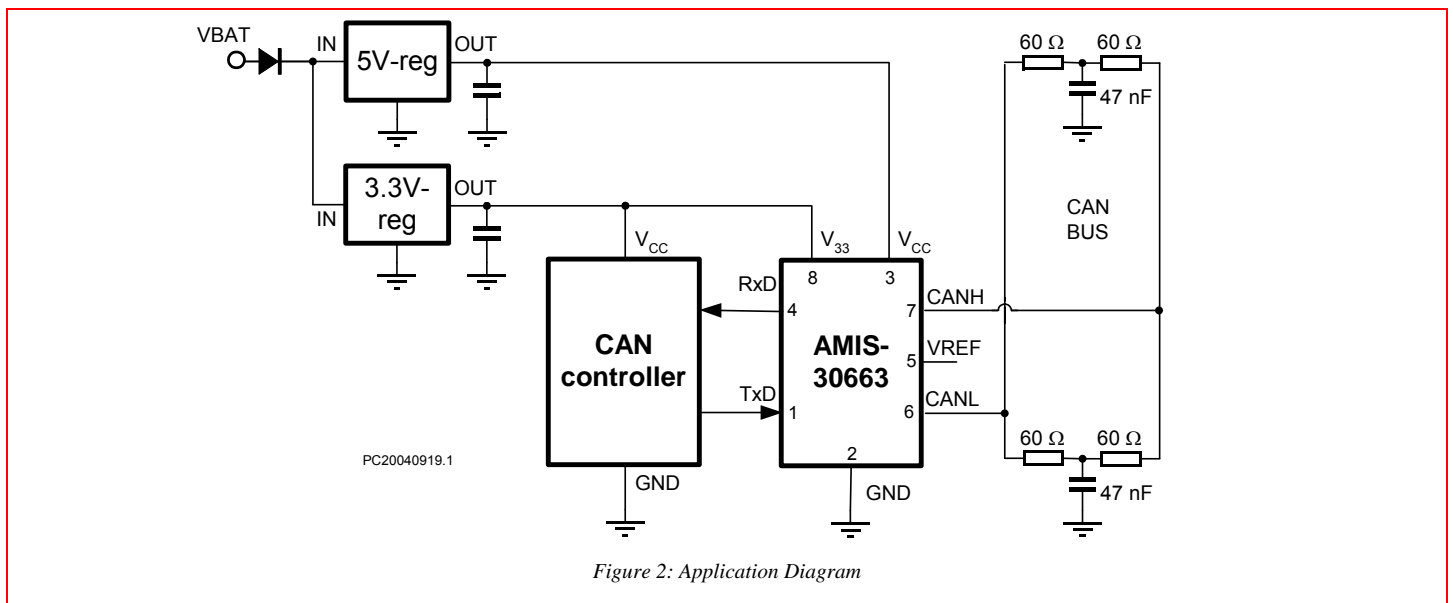 VBAT
IN
5V-reg
OUT
60 Ω
60 Ω
47 nF
3.3V-
reg
IN
OUT
CAN
BUS
VCC
V33
VCC
8
3
RxD
4
CANH
7
CAN
controller
AMIS-
30663
5
VREF
TxD
1
CANL
6
60 Ω
60 Ω
47 nF
2
GND
GND
PC20040919.1
Figure 2: Application Diagram